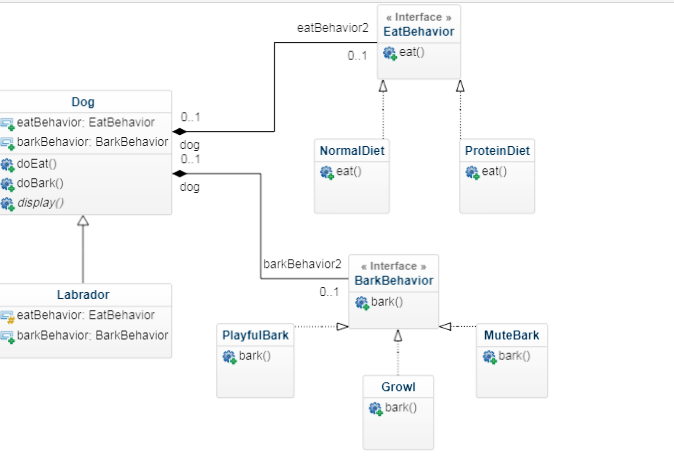 « Interface »
EatBehavior
eat()
eatBehavior2
0..1
Dog
eatBehavior: EatBehavior
barkBehavior: BarkBehavior
doEat()
doBark()
display()
0..1
dog
0..1
dog
NormalDiet
eat()
ProteinDiet
eat()
barkBehavior2
0..1
« Interface »
BarkBehavior
bark()
Labrador
eatBehavior: EatBehavior
barkBehavior: BarkBehavior
PlayfulBark
bark()
MuteBark
bark()
Growl
bark()